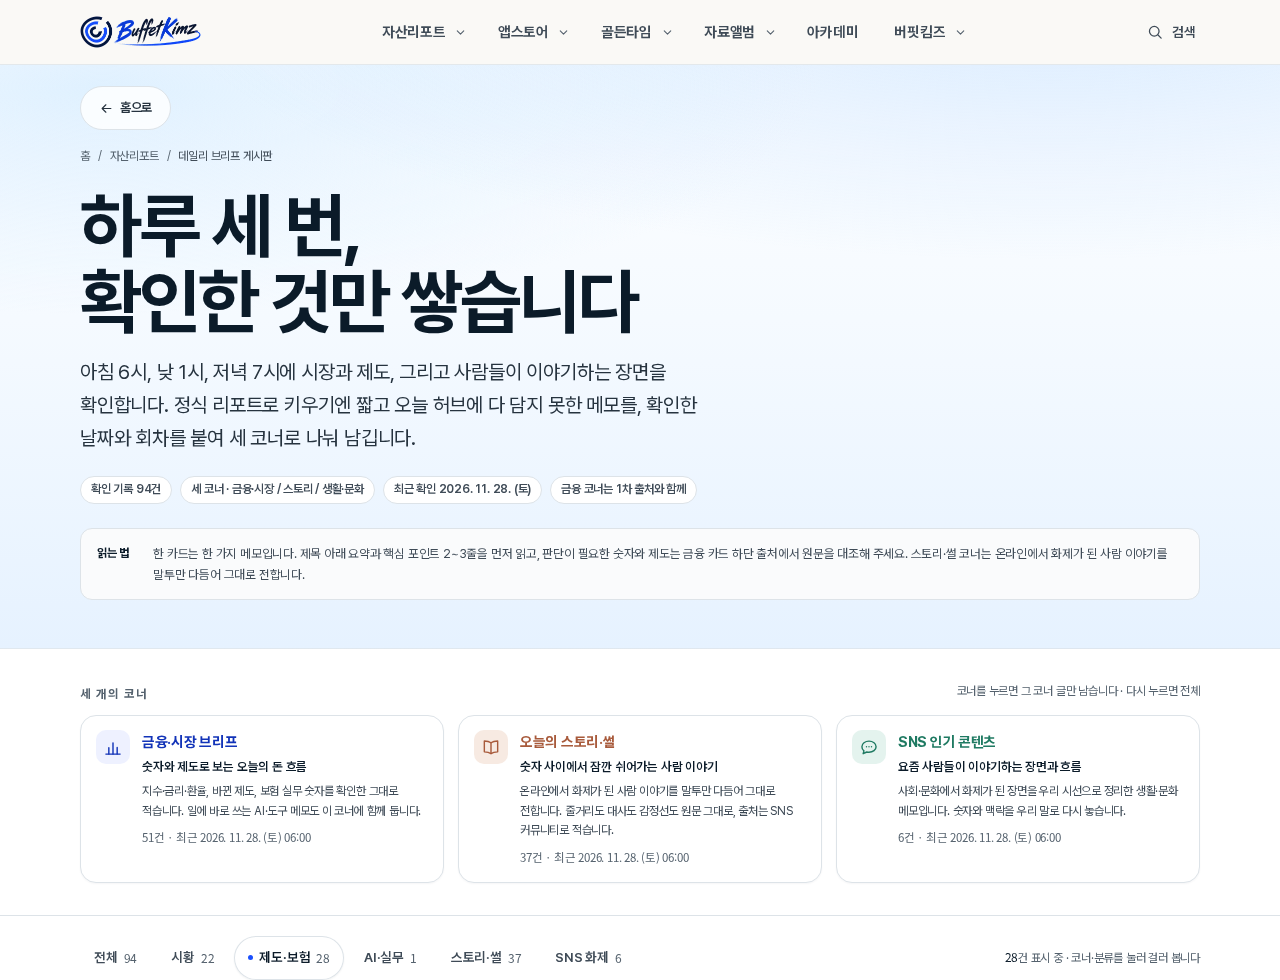 BuffetKimz
자산리포트 앱스토어 골든타임 자료앨범 아카데미 버핏킴즈 검색
← 홈으로
홈 / 자산리포트 / 데일리 브리프 게시판
하루 세 번,
확인한 것만 쌓습니다
아침 6시, 낮 1시, 저녁 7시에 시장과 제도, 그리고 사람들이 이야기하는 장면을
확인합니다. 정식 리포트로 키우기엔 짧고 오늘 허브에 다 담지 못한 메모를, 확인한
날짜와 회차를 붙여 세 코너로 나눠 남깁니다.
확인 기록 94건 세 코너 · 금융·시장 / 스토리 / 생활·문화 최근 확인 2026. 11. 28. (토) 금융 코너는 1차 출처와 함께
읽는 법 한 카드는 한 가지 메모입니다. 제목 아래 요약과 핵심 포인트 2~3줄을 먼저 읽고, 판단이 필요한 숫자와 제도는 금융 카드 하단 출처에서 원문을 대조해 주세요. 스토리·썰 코너는 온라인에서 화제가 된 사람 이야기를
말투만 다듬어 그대로 전합니다.
세 개의 코너 코너를 누르면 그 코너 글만 남습니다 · 다시 누르면 전체
금융·시장 브리프
숫자와 제도로 보는 오늘의 돈 흐름
지수·금리·환율, 바뀐 제도, 보험 실무 숫자를 확인한 그대로
적습니다. 일에 바로 쓰는 AI·도구 메모도 이 코너에 함께 둡니다.
51건 · 최근 2026. 11. 28. (토) 06:00
오늘의 스토리·썰
숫자 사이에서 잠깐 쉬어가는 사람 이야기
온라인에서 화제가 된 사람 이야기를 말투만 다듬어 그대로
전합니다. 줄거리도 대사도 감정선도 원문 그대로, 출처는 SNS
커뮤니티로 적습니다.
37건 · 최근 2026. 11. 28. (토) 06:00
SNS 인기 콘텐츠
요즘 사람들이 이야기하는 장면과 흐름
사회·문화에서 화제가 된 장면을 우리 시선으로 정리한 생활·문화
메모입니다. 숫자와 맥락을 우리 말로 다시 놓습니다.
6건 · 최근 2026. 11. 28. (토) 06:00
전체 94 시황 22 제도·보험 28 AI·실무 1 스토리·썰 37 SNS 화제 6 28건 표시 중 · 코너·분류를 눌러 걸러 봅니다